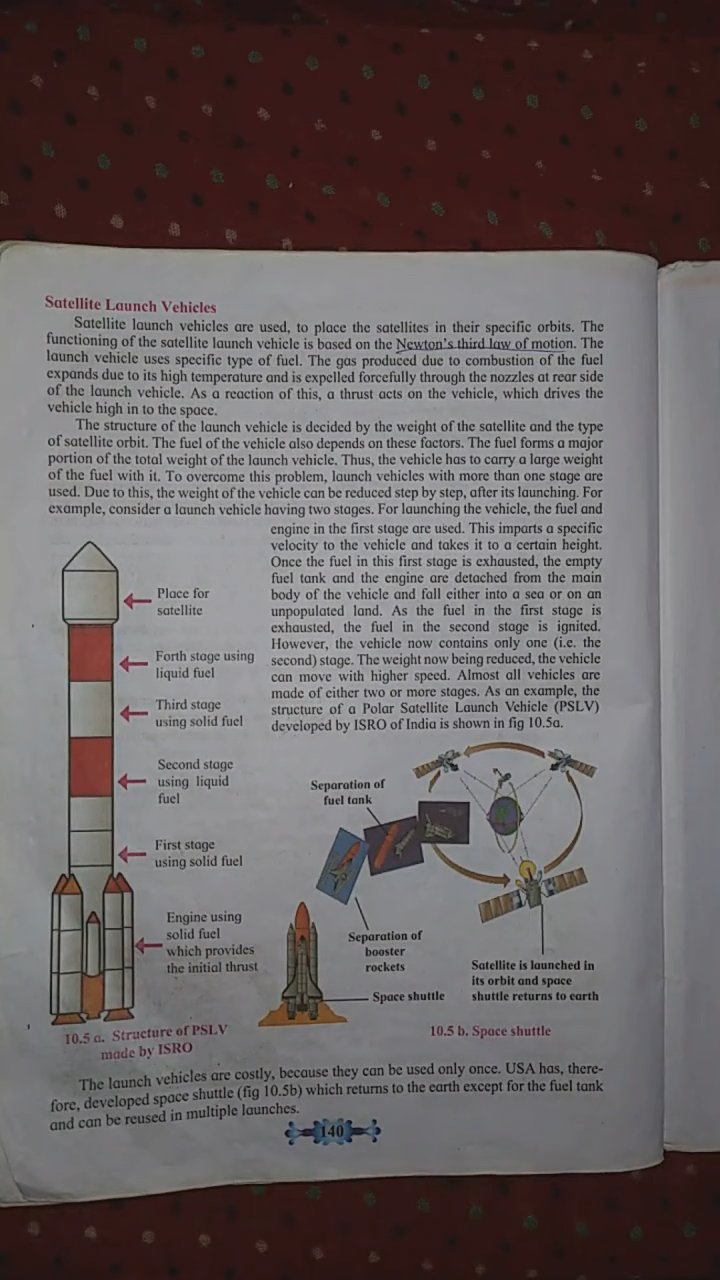 Satellite Launch Vehicles
Satellite launch vehicles are used, to place the satellites in their specific orbits. The
functioning of the satellite launch vehicle is based on the Newton's third law of motion. The
launch vehicle uses specific type of fuel. The gas produced due to combustion of the fuel
expands due to its high temperature and is expelled forcefully through the nozzles at rear side
of the launch vehicle. As a reaction of this, a thrust acts on the vehicle, which drives the
vehicle high in to the space.
The structure of the launch vehicle is decided by the weight of the satellite and the type
of satellite orbit. The fuel of the vehicle also depends on these factors. The fuel forms a major
portion of the total weight of the launch vehicle. Thus, the vehicle has to carry a large weight
of the fuel with it. To overcome this problem, launch vehicles with more than one stage are
used. Due to this, the weight of the vehicle can be reduced step by step, after its launching. For
example, consider a launch vehicle having two stages. For launching the vehicle, the fuel and
engine in the first stage are used. This imparts a specific
velocity to the vehicle and takes it to a certain height.
Once the fuel in this first stage is exhausted, the empty
fuel tank and the engine are detached from the main
body of the vehicle and fall either into a sea or on an
unpopulated land. As the fuel in the first stage is
exhausted, the fuel in the second stage is ignited.
However, the vehicle now contains only one (i.e. the
second) stage. The weight now being reduced, the vehicle
can move with higher speed. Almost all vehicles are
made of either two or more stages. As an example, the
structure of a Polar Satellite Launch Vehicle (PSLV)
developed by ISRO of India is shown in fig 10.5a.
Place for
satellite
Forth stage using
liquid fuel
Third stage
using solid fuel
Second stage
using liquid
fuel
First stage
using solid fuel
Engine using
solid fuel
which provides
the initial thrust
10.5 a. Structure of PSLV
made by ISRO
Separation of
fuel tank
Separation of
booster
rockets
Space shuttle
Satellite is launched in
its orbit and space
shuttle returns to earth
10.5 b. Space shuttle
The launch vehicles are costly, because they can be used only once. USA has, there-
fore, developed space shuttle (fig 10.5b) which returns to the earth except for the fuel tank
and can be reused in multiple launches.
140